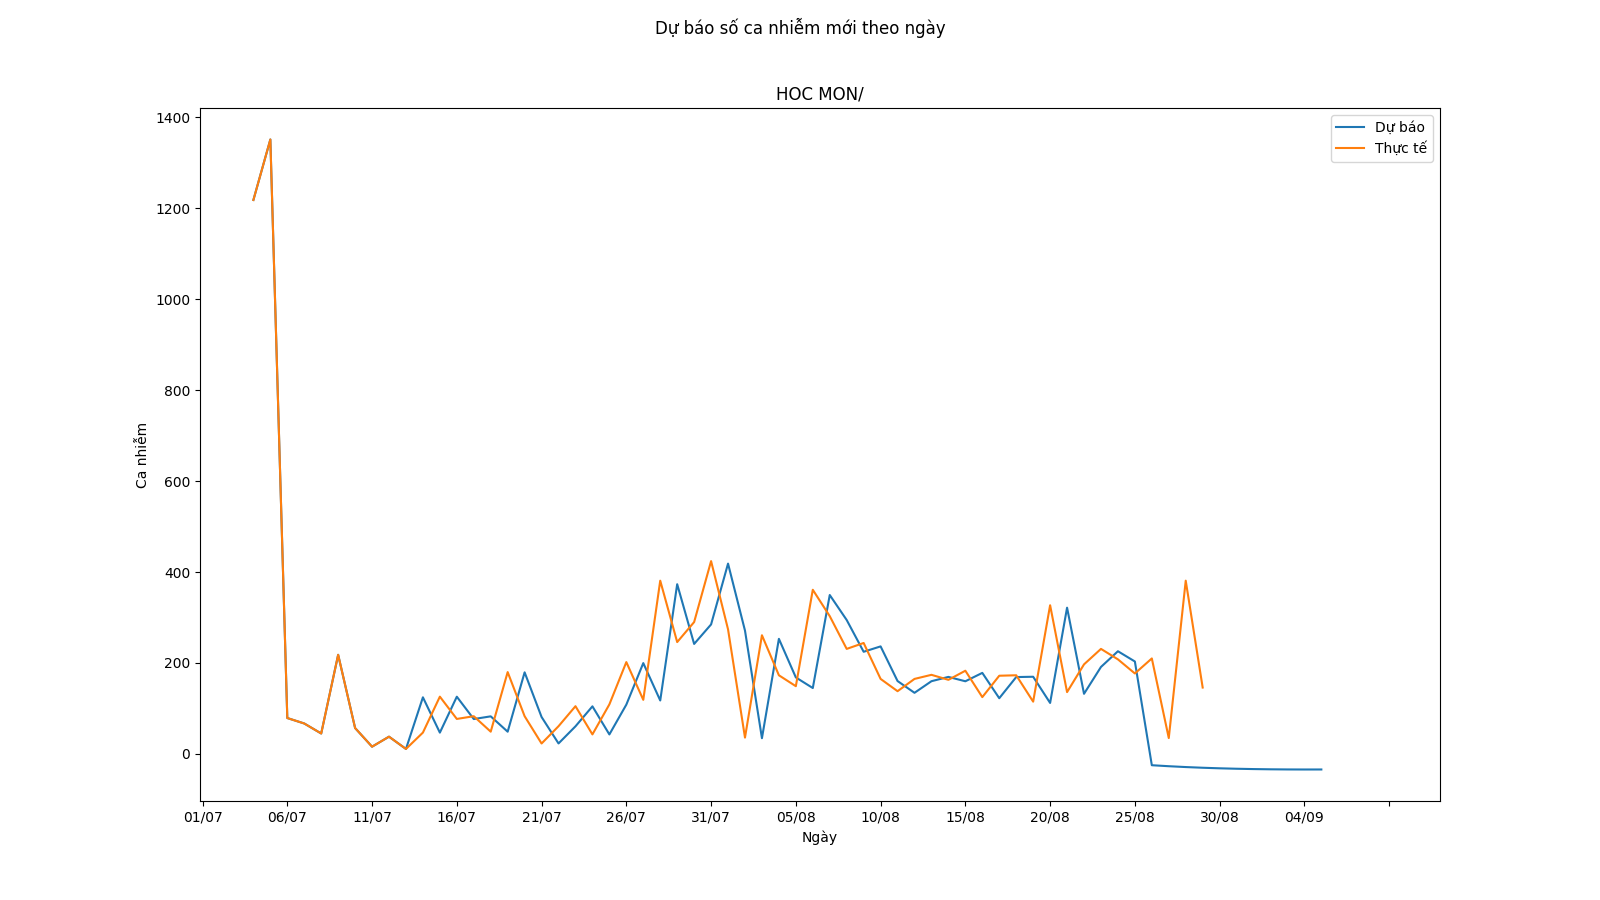 Dự báo số ca nhiễm mới theo ngày
HOC MON/
Dự báo
Thực tế
1400
1200
1000
800
600
400
200
0
Ca nhiễm
01/07 06/07 11/07 16/07 21/07 26/07 31/07 05/08 10/08 15/08 20/08 25/08 30/08 04/09
Ngày